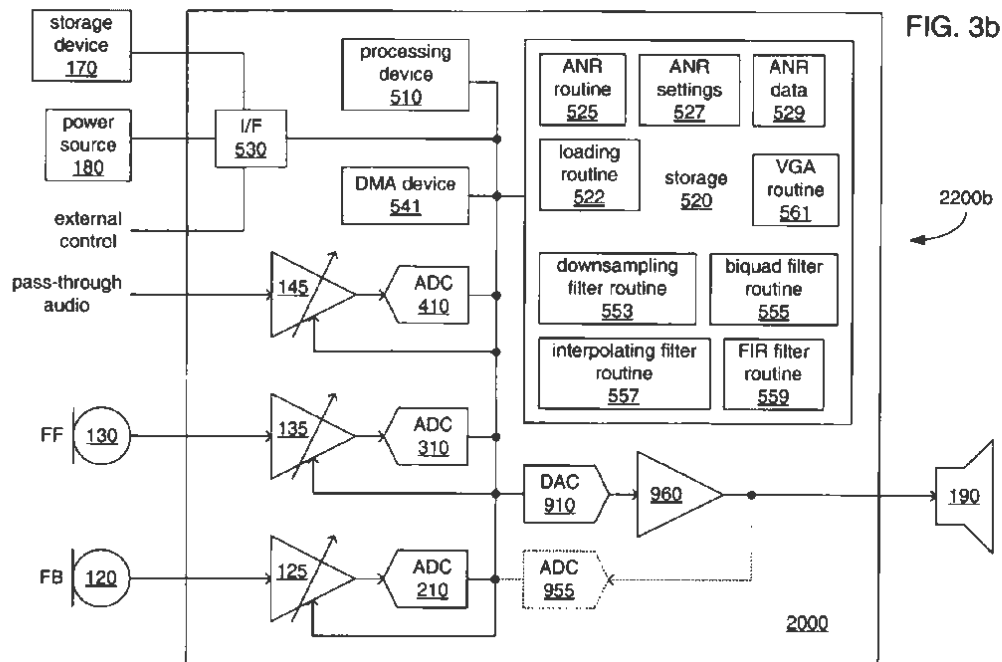 FIG. 3b
storage
device
170
processing
device
510
ANR
routine
525
ANR
settings
527
ANR
data
529
power
source
180
I/F
530
loading
routine
522
storage
520
VGA
routine
561
DMA device
541
2200b
external
control
pass-through
audio
145
ADC
410
downsampling
filter routine
553
biquad filter
routine
555
interpolating filter
routine
557
FIR filter
routine
559
FF
130
135
ADC
310
DAC
910
960
190
FB
120
125
ADC
210
ADC
955
2000